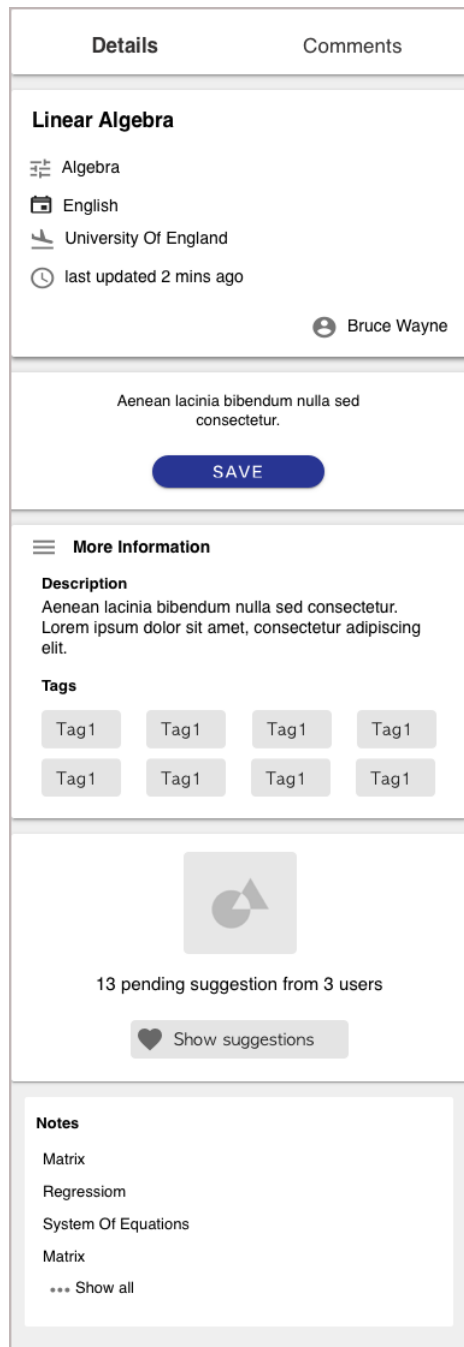 Details Comments
Linear Algebra
Algebra
English
University Of England
last updated 2 mins ago
Bruce Wayne
Aenean lacinia bibendum nulla sed
consectetur.
SAVE
More Information
Description
Aenean lacinia bibendum nulla sed consectetur.
Lorem ipsum dolor sit amet, consectetur adipiscing
elit.
Tags
Tag1 Tag1 Tag1 Tag1
Tag1 Tag1 Tag1 Tag1
13 pending suggestion from 3 users
Show suggestions
Notes
Matrix
Regressiom
System Of Equations
Matrix
Show all